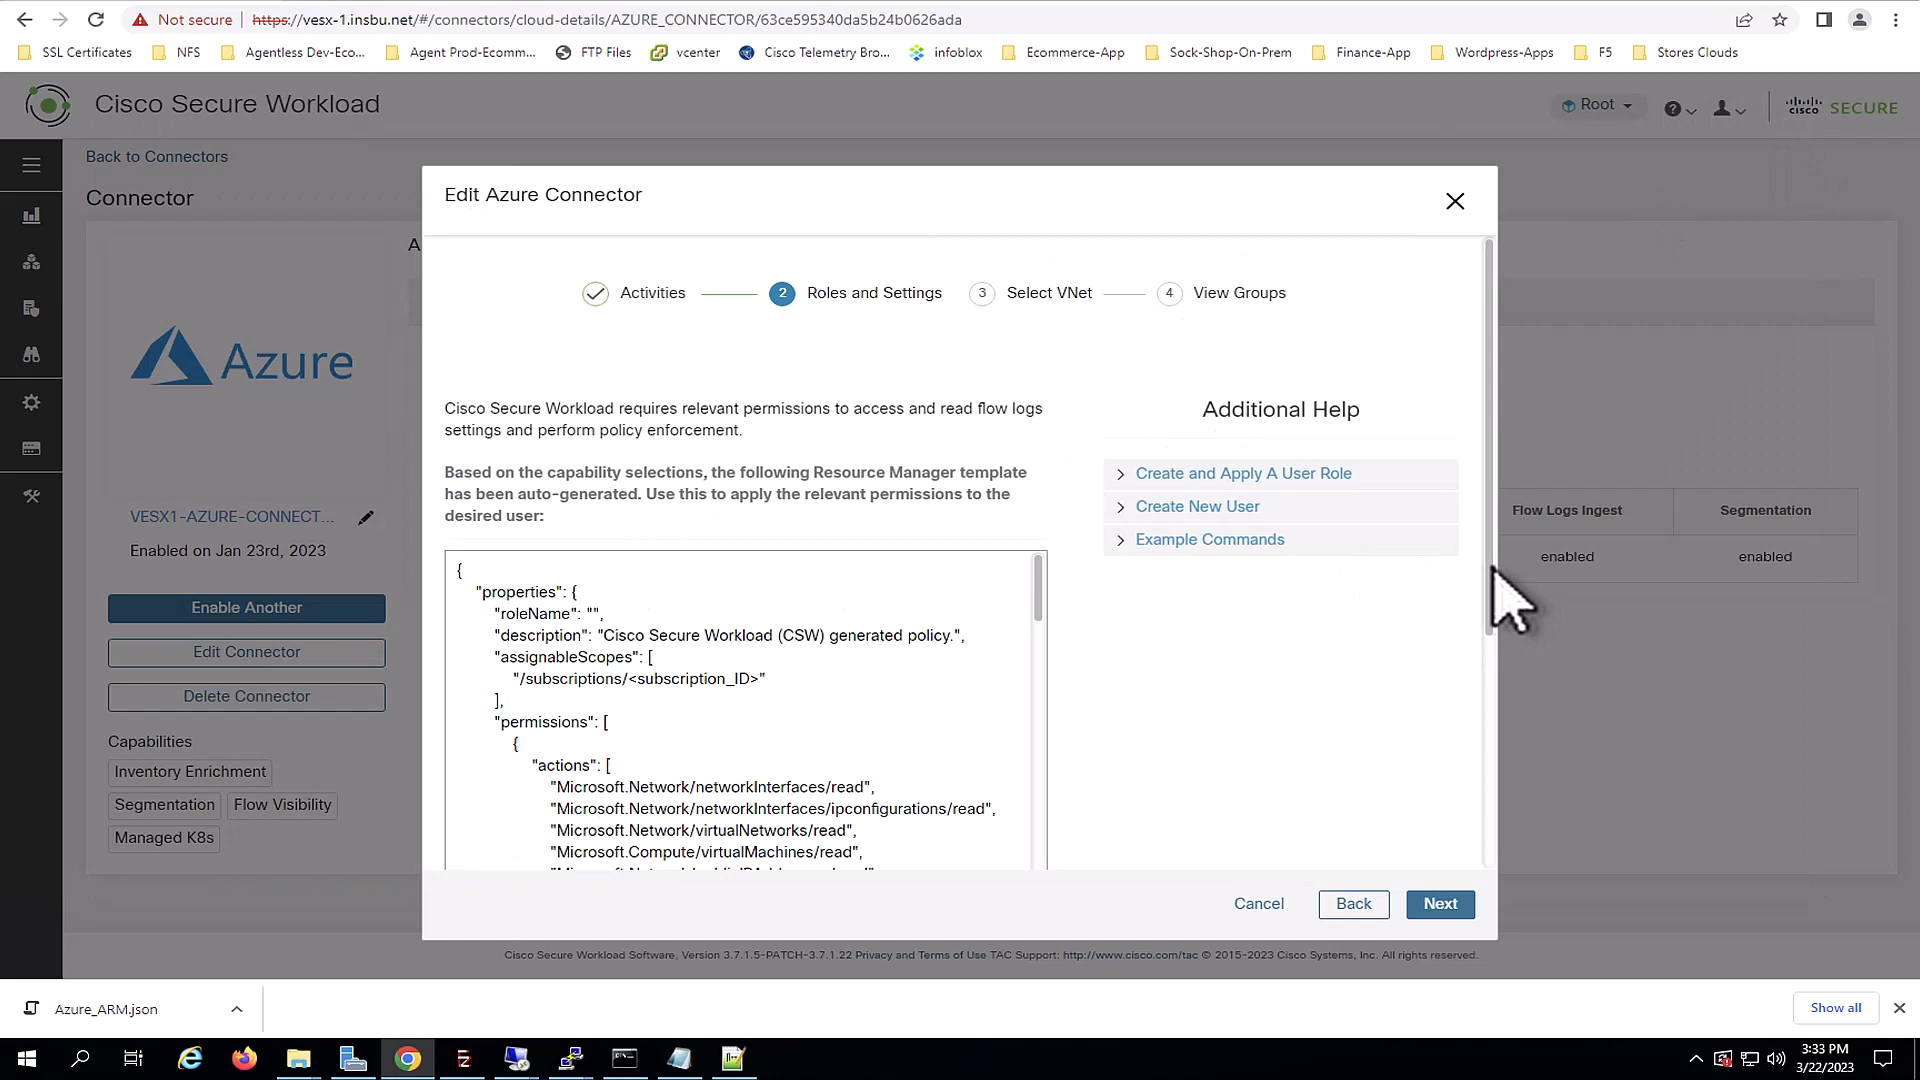 Not secure | https://vesx-1.insbu.net/#/connectors/cloud-details/AZURE_CONNECTOR/63ce595340da5b24b0626ada
SSL Certificates NFS Agentless Dev-Eco... Agent Prod-Ecomm... FTP Files vcenter Cisco Telemetry Bro... infoblox Ecommerce-App Sock-Shop-On-Prem Finance-App Wordpress-Apps F5 Stores Clouds
Cisco Secure Workload
Root
cisco SECURE
Back to Connectors
Connector
A
Azure
VESX1-AZURE-CONNECT...
Enabled on Jan 23rd, 2023
Enable Another
Edit Connector
Delete Connector
Capabilities
Inventory Enrichment
Segmentation Flow Visibility
Managed K8s
Edit Azure Connector
Activities 2 Roles and Settings 3 Select VNet 4 View Groups
Cisco Secure Workload requires relevant permissions to access and read flow logs
settings and perform policy enforcement.
Based on the capability selections, the following Resource Manager template
has been auto-generated. Use this to apply the relevant permissions to the
desired user:
{
"properties": {
"roleName": "",
"description": "Cisco Secure Workload (CSW) generated policy.",
"assignableScopes": [
"/subscriptions/<subscription_ID>"
],
"permissions": [
{
"actions": [
"Microsoft.Network/networkInterfaces/read",
"Microsoft.Network/networkInterfaces/ipconfigurations/read",
"Microsoft.Network/virtualNetworks/read",
"Microsoft.Compute/virtualMachines/read",
Additional Help
Create and Apply A User Role
Create New User
Example Commands
Cancel Back Next
Flow Logs Ingest Segmentation
enabled enabled
Cisco Secure Workload Software, Version 3.7.1.5-PATCH-3.7.1.22 Privacy and Terms of Use TAC Support: http://www.cisco.com/tac © 2015-2023 Cisco Systems, Inc. All rights reserved.
Azure_ARM.json
Show all
3:33 PM
3/22/2023